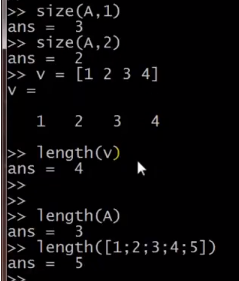 >> size(A,1)
ans = 3
>> size(A,2)
ans = 2
>> v = [1 2 3 4]
v =
1 2 3 4
>> length(v)
ans = 4
>>
>>
>> length(A)
ans = 3
>> length([1;2;3;4;5])
ans = 5